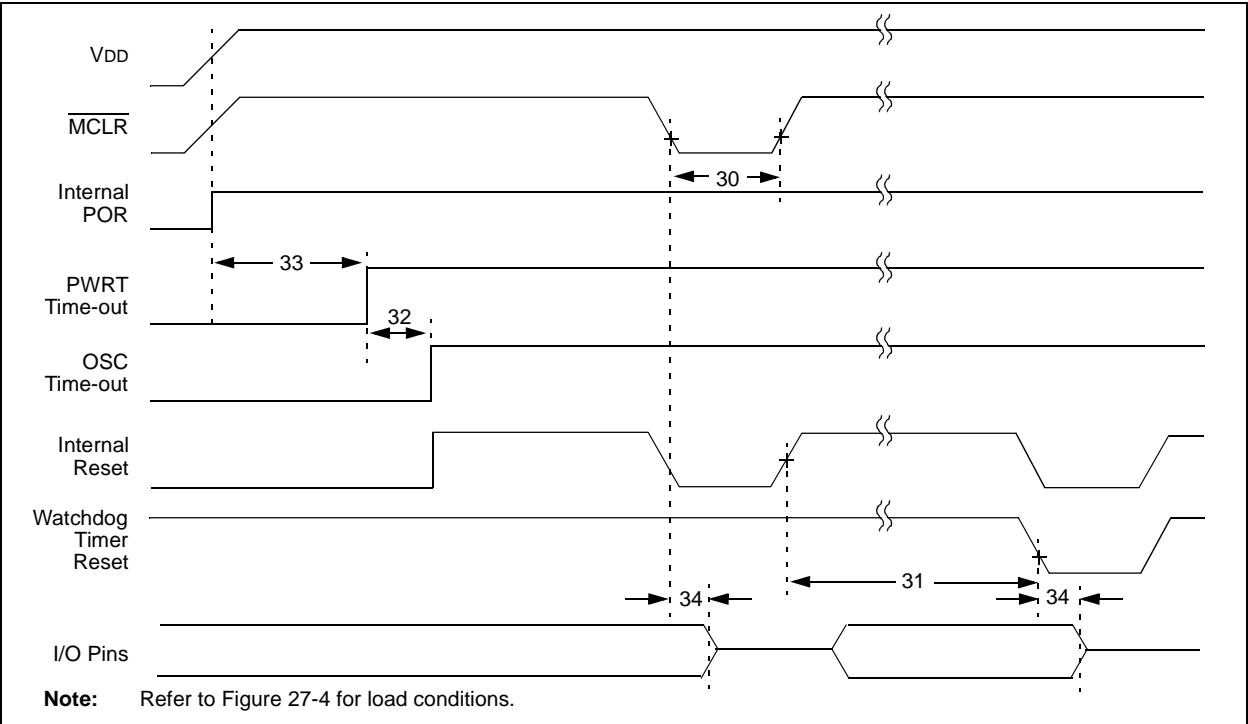 VDD
MCLR
30
Internal
POR
33
PWRT
Time-out
32
OSC
Time-out
Internal
Reset
Watchdog
Timer
Reset
31
34
34
I/O Pins
Note: Refer to Figure 27-4 for load conditions.